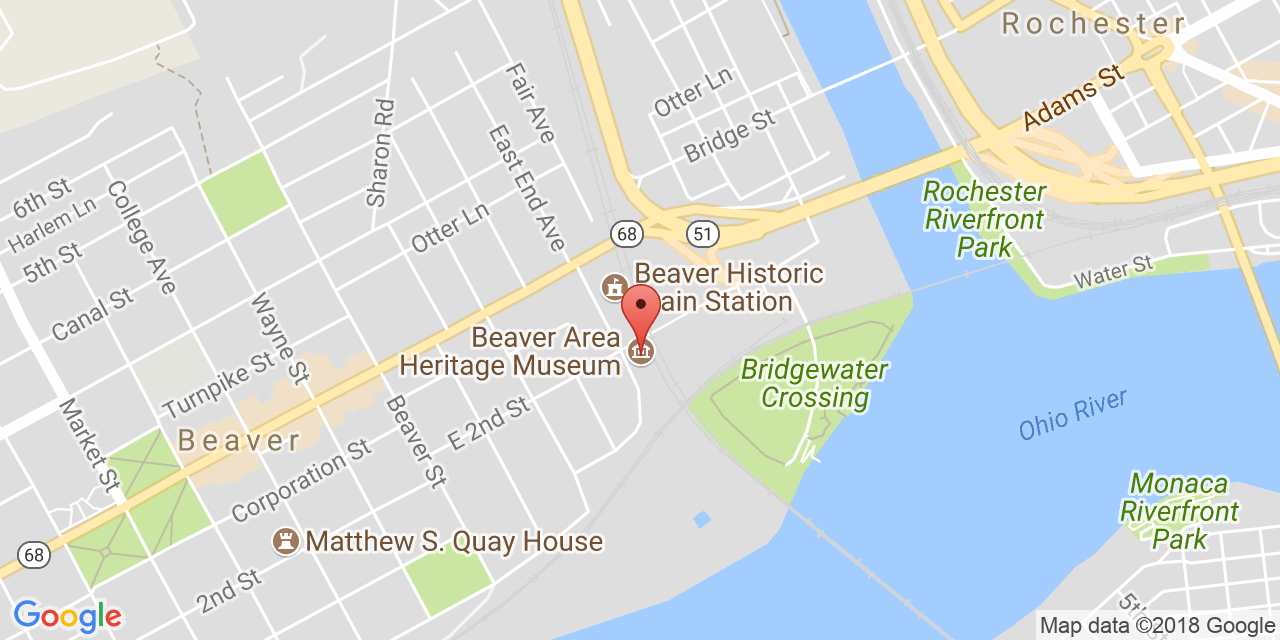 Rochester
Adams St
Otter Ln
Bridge St
Fair Ave
East End Ave
Sharon Rd
6th St
Harlem Ln
5th St
College Ave
Otter Ln
Canal St
Wayne St
68
51
Rochester
Riverfront
Park
Water St
Beaver Historic
ain Station
Beaver Area
Heritage Museum
Bridgewater
Crossing
Turnpike St
Market St
Beaver
Beaver St
E 2nd St
Corporation St
Ohio River
Monaca
Riverfront
Park
68
Matthew S. Quay House
2nd St
Google
Map data ©2018 Google